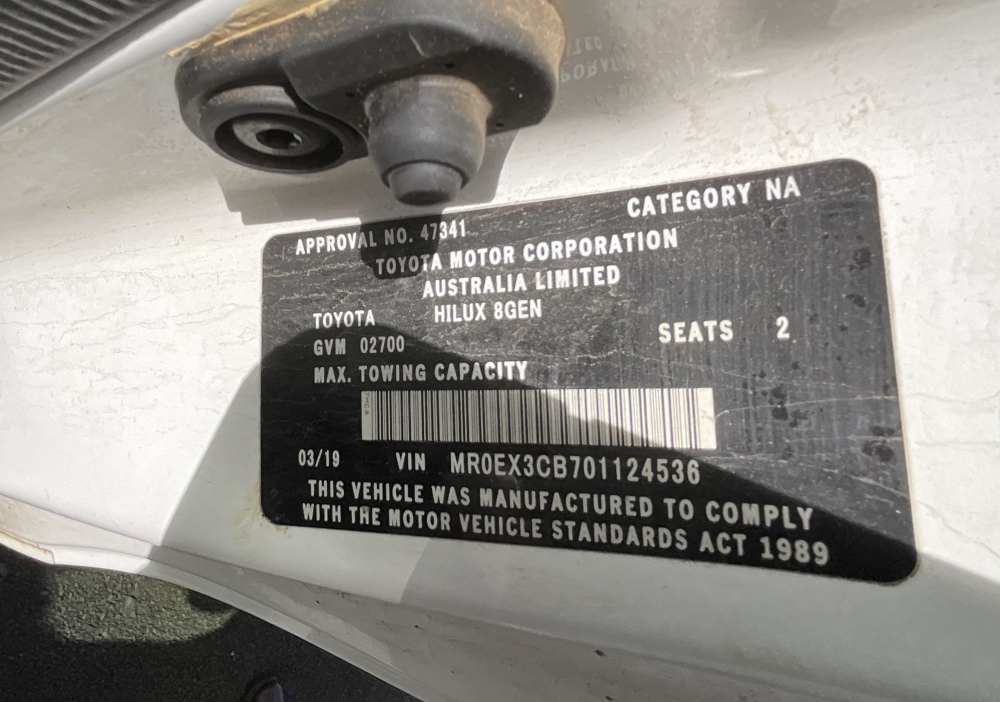 APPROVAL NO. 47341 CATEGORY NA
TOYOTA MOTOR CORPORATION
AUSTRALIA LIMITED
TOYOTA HILUX 8GEN
GVM 02700 SEATS 2
MAX. TOWING CAPACITY
03/19 VIN MR0EX3CB701124536
THIS VEHICLE WAS MANUFACTURED TO COMPLY
WITH THE MOTOR VEHICLE STANDARDS ACT 1989